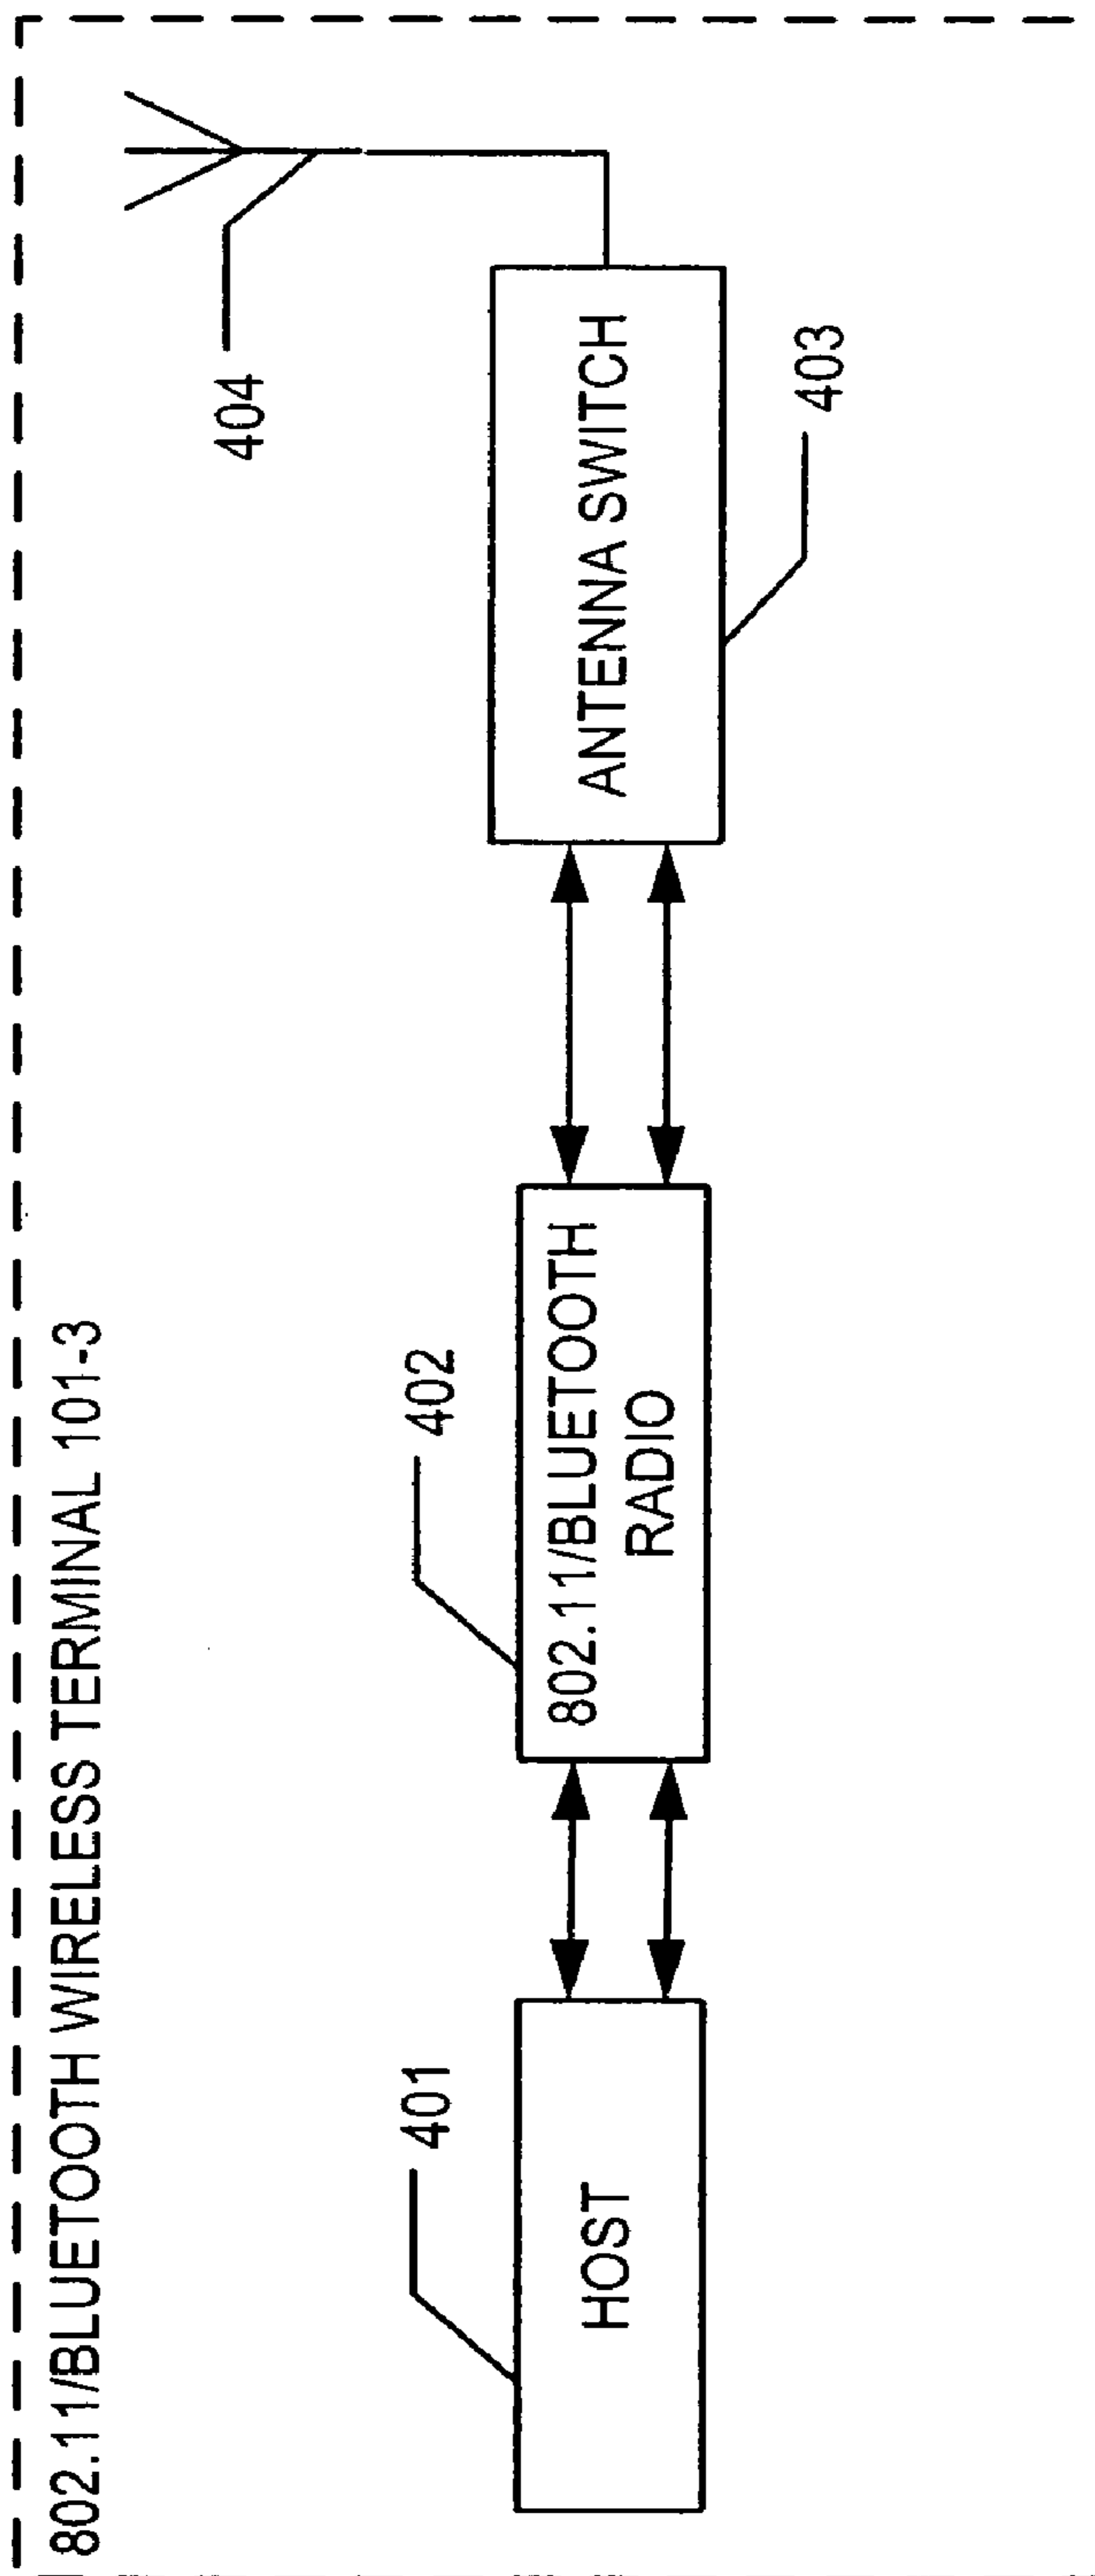 802.11/BLUETOOTH WIRELESS TERMINAL 101-3
404
401
402
HOST
802.11/BLUETOOTH
RADIO
ANTENNA SWITCH
403